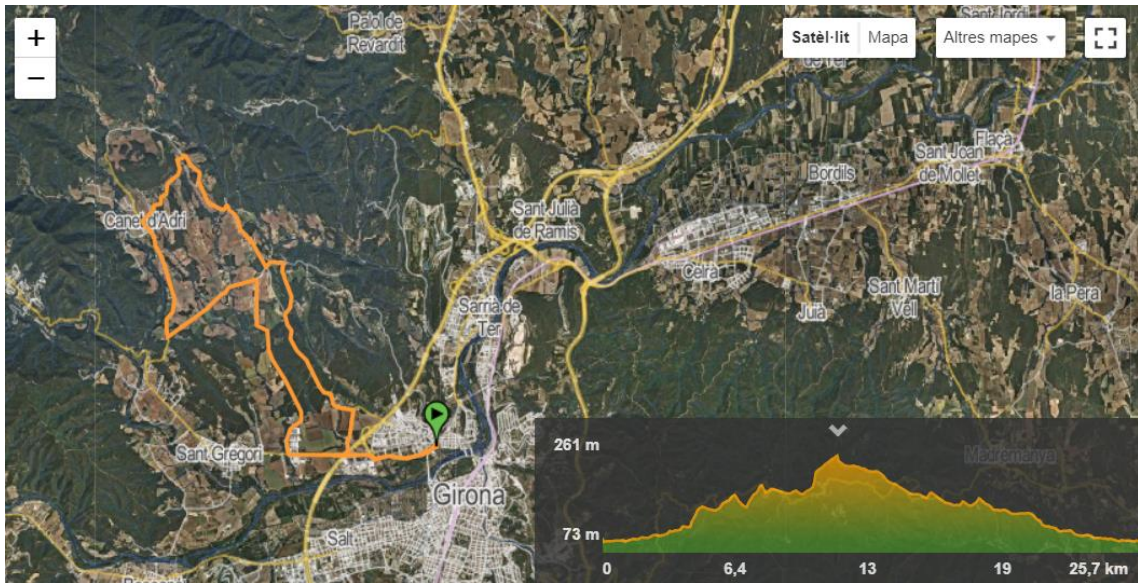 +
−
Palol de
Revardit
Satèl·lit
Mapa
Altres mapes
Sant Jordi
de Ter
Flaçà
Sant Joan
de Mollet
Bordils
Canet d'Adri
Sant Julià
de Ramis
Celrà
Juià
Sant Martí
Vell
la Pera
Sarrià de
Ter
Sant Gregori
Girona
Salt
Madremanya
261 m
73 m
0
6,4
13
19
25,7 km